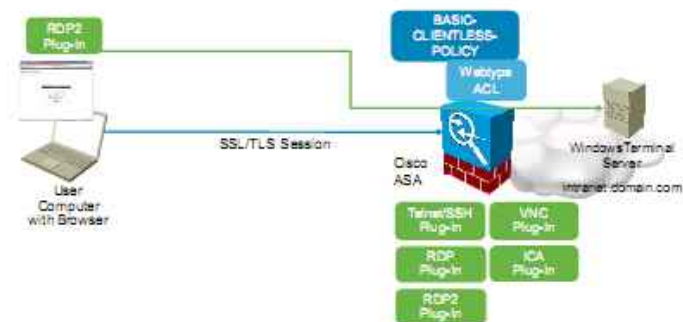 RDP2
Plug-In
BASIC-
CLIENTLESS-
POLICY
Webtype
ACL
SSL/TLS Session
User
Computer
with Browser
Cisco
ASA
Windows Terminal
Server
intranet.domain.com
Telnet/SSH
Plug-In
VNC
Plug-In
RDP
Plug-In
ICA
Plug-In
RDP2
Plug-In